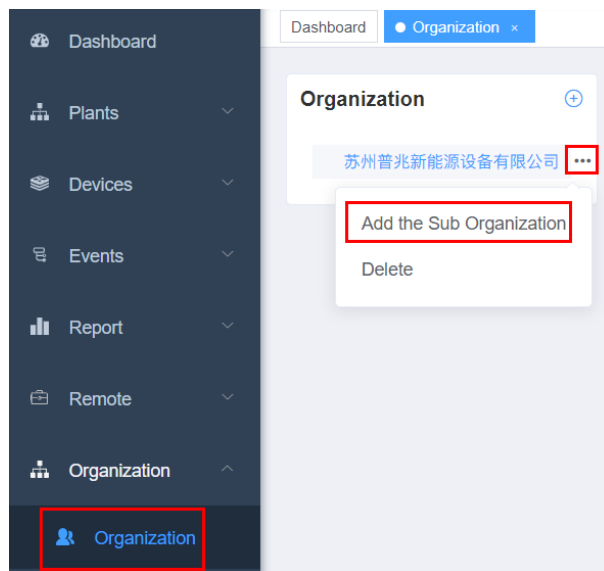 Dashboard
Plants
Devices
Events
Report
Remote
Organization
Organization
Dashboard
Organization ×
Organization
苏州普兆新能源设备有限公司
Add the Sub Organization
Delete